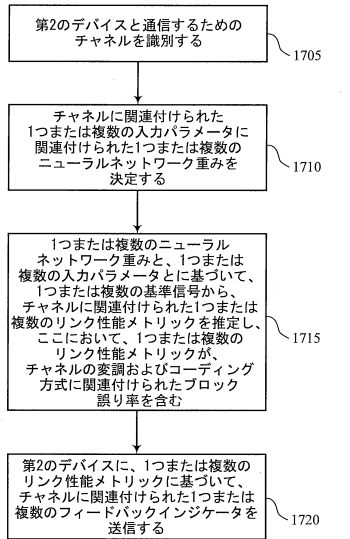 第2のデバイスと通信するための
チャネルを識別する
1705
チャネルに関連付けられた
1つまたは複数の入力パラメータに
関連付けられた1つまたは複数の
ニューラルネットワーク重みを
決定する
1710
1つまたは複数のニューラル
ネットワーク重みと、1つまたは
複数の入力パラメータとに基づいて、
1つまたは複数の基準信号から、
チャネルに関連付けられた1つまたは
複数のリンク性能メトリックを推定し、
ここにおいて、1つまたは複数の
リンク性能メトリックが、
チャネルの変調およびコーディング
方式に関連付けられたブロック
誤り率を含む
1715
第2のデバイスに、1つまたは複数の
リンク性能メトリックに基づいて、
チャネルに関連付けられた1つまたは
複数のフィードバックインジケータを
送信する
1720